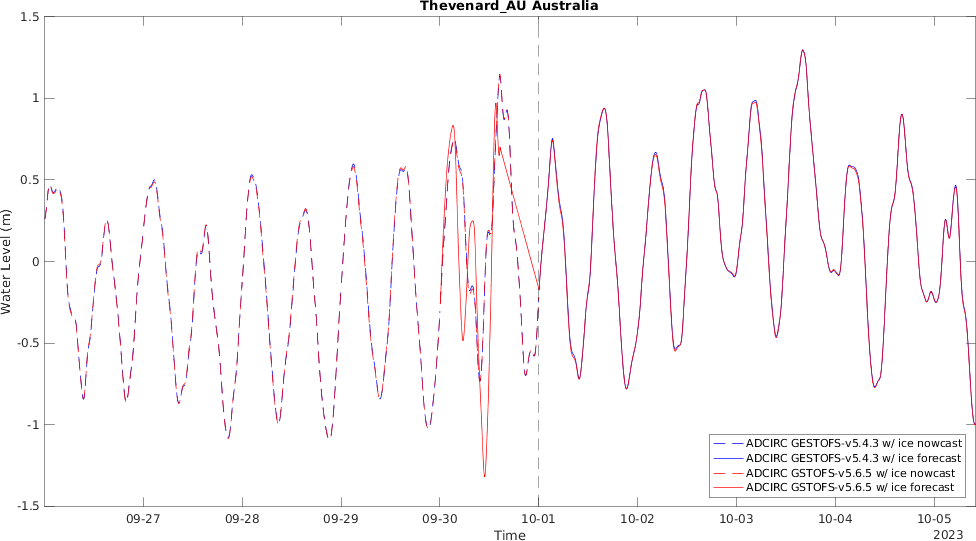 Thevenard_AU Australia
1.5
1
0.5
0
-0.5
-1
-1.5
Water Level (m)
ADCIRC GESTOFS-v5.4.3 w/ ice nowcast
ADCIRC GESTOFS-v5.4.3 w/ ice forecast
ADCIRC GSTOFS-v5.6.5 w/ ice nowcast
ADCIRC GSTOFS-v5.6.5 w/ ice forecast
09-27 09-28 09-29 09-30 10-01 10-02 10-03 10-04 10-05
Time
2023